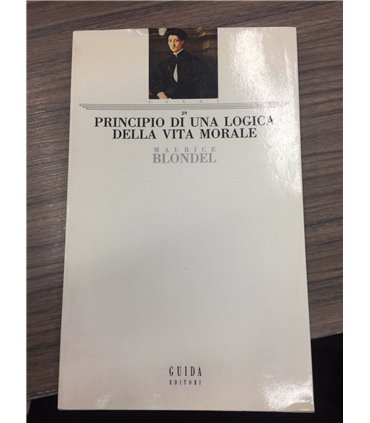 29
PRINCIPIO DI UNA LOGICA
DELLA VITA MORALE
MAURICE
BLONDEL
GUIDA
EDITORI